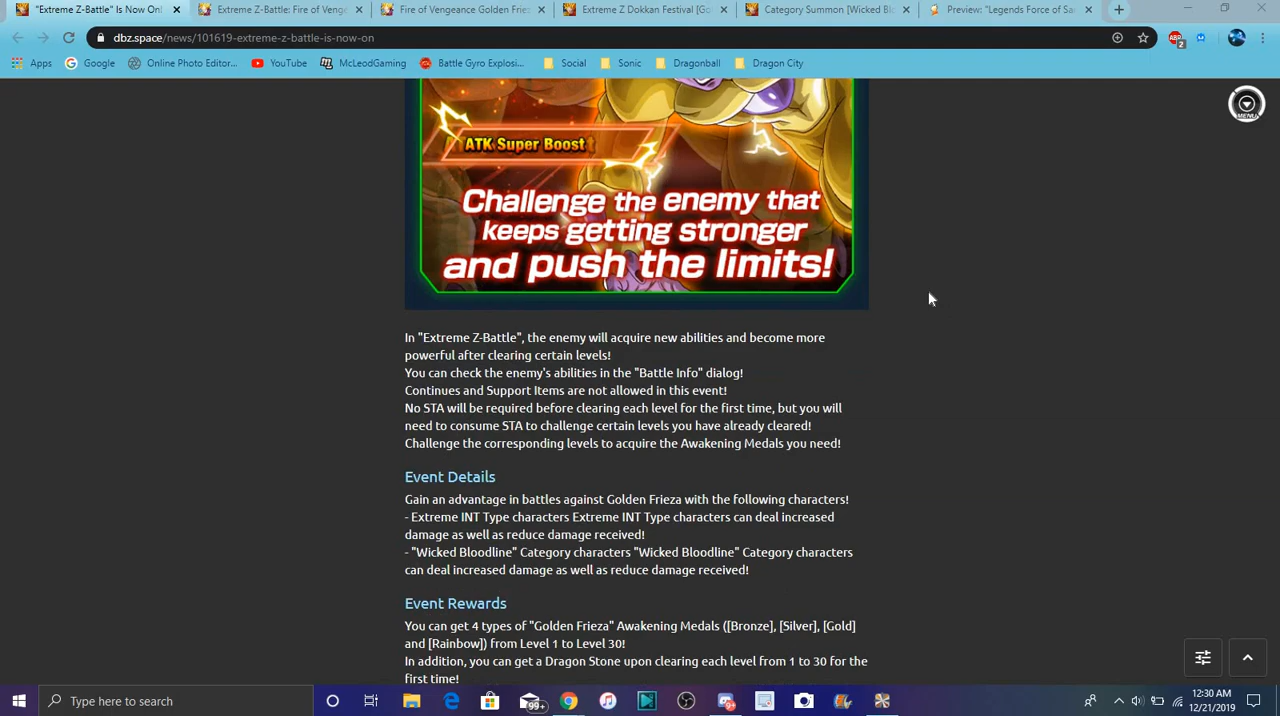 "Extreme Z-Battle" Is Now On!
Extreme Z-Battle: Fire of Venge
Fire of Vengeance Golden Frie
Extreme Z Dokkan Festival [Go
Category Summon [Wicked Bl
Preview: "Legends Force of Sa
dbz.space/news/101619-extreme-z-battle-is-now-on
ABP
2
Apps
Google
Online Photo Editor...
YouTube
McLeodGaming
Battle Gyro Explosi...
Social
Sonic
Dragonball
Dragon City
MENU
ATK Super Boost
Challenge the enemy that
keeps getting stronger
and push the limits!
In "Extreme Z-Battle", the enemy will acquire new abilities and become more
powerful after clearing certain levels!
You can check the enemy's abilities in the "Battle Info" dialog!
Continues and Support Items are not allowed in this event!
No STA will be required before clearing each level for the first time, but you will
need to consume STA to challenge certain levels you have already cleared!
Challenge the corresponding levels to acquire the Awakening Medals you need!
Event Details
Gain an advantage in battles against Golden Frieza with the following characters!
- Extreme INT Type characters Extreme INT Type characters can deal increased
damage as well as reduce damage received!
- "Wicked Bloodline" Category characters "Wicked Bloodline" Category characters
can deal increased damage as well as reduce damage received!
Event Rewards
You can get 4 types of "Golden Frieza" Awakening Medals ([Bronze], [Silver], [Gold]
and [Rainbow]) from Level 1 to Level 30!
In addition, you can get a Dragon Stone upon clearing each level from 1 to 30 for the
first time!
Type here to search
99+
12:30 AM
12/21/2019